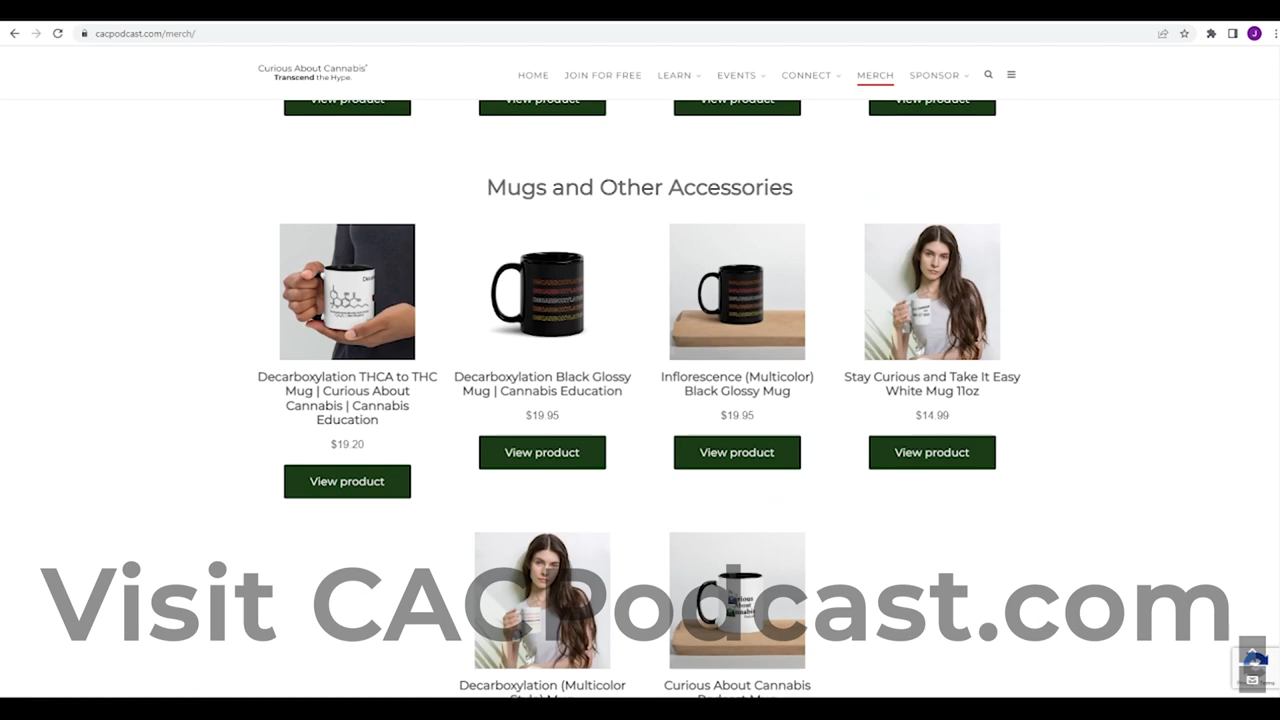 cacpodcast.com/merch/
J
Curious About Cannabis®
Transcend the Hype.
HOME JOIN FOR FREE LEARN EVENTS CONNECT MERCH SPONSOR
View product View product View product View product
Mugs and Other Accessories
Decarboxylation THCA to THC
Mug | Curious About
Cannabis | Cannabis
Education
$19.20
View product
Decarboxylation Black Glossy
Mug | Cannabis Education
$19.95
View product
Inflorescence (Multicolor)
Black Glossy Mug
$19.95
View product
Stay Curious and Take It Easy
White Mug 11oz
$14.99
View product
Visit CACPodcast.com
Decarboxylation (Multicolor
Curious About Cannabis